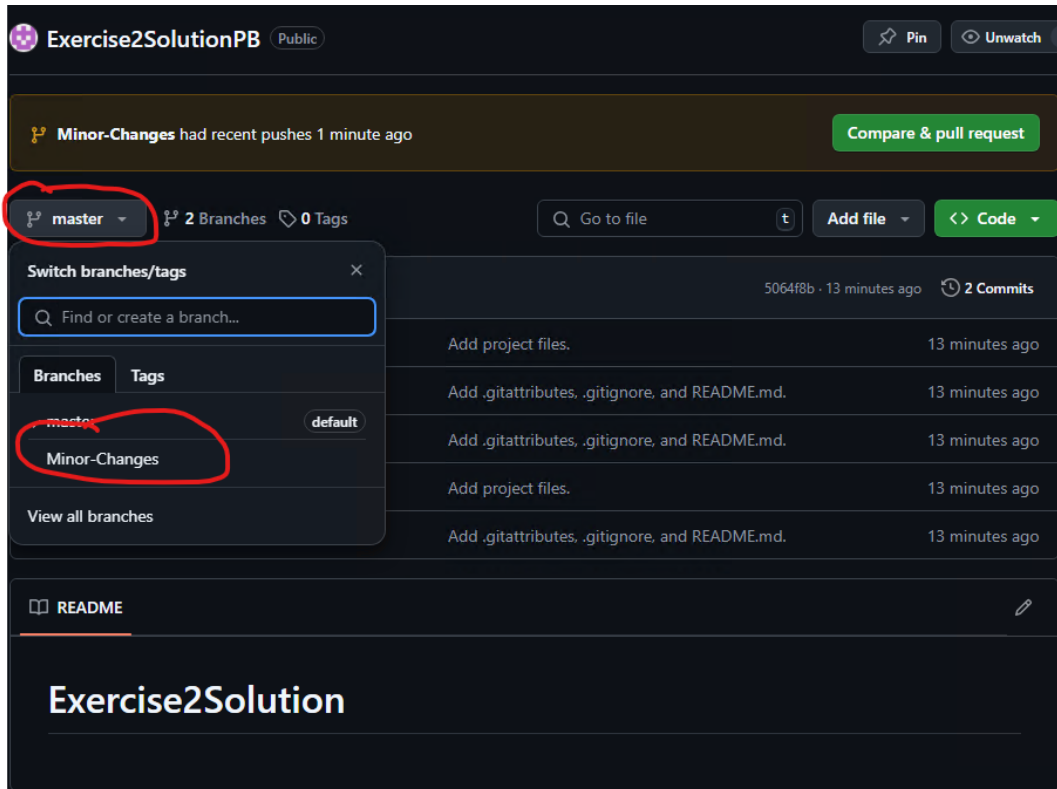 Exercise2SolutionPB Public Pin Unwatch
Minor-Changes had recent pushes 1 minute ago Compare & pull request
master 2 Branches 0 Tags Go to file t Add file Code
Switch branches/tags
5064f8b · 13 minutes ago 2 Commits
Find or create a branch...
Add project files. 13 minutes ago
Branches Tags
Add .gitattributes, .gitignore, and README.md. 13 minutes ago
master default
Add .gitattributes, .gitignore, and README.md. 13 minutes ago
Minor-Changes
Add project files. 13 minutes ago
View all branches
Add .gitattributes, .gitignore, and README.md. 13 minutes ago
README
Exercise2Solution